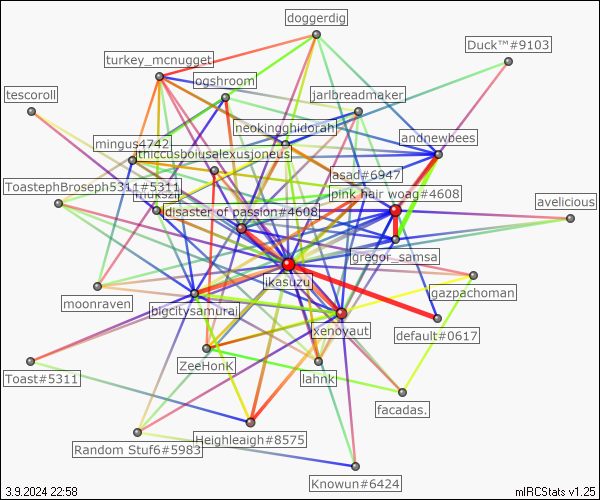 doggerdig
Duck™#9103
turkey_mcnugget
ogshroom
tescoroll
jarlbreadmaker
neokingghidorah
andnewbees
mingus4742
thiccusboiusalexusjoneus
asad#6947
ToastephBroseph5311#5311
pink hair woag#4608
avelicious
disaster of passion#4608
gregor_samsa
ikasuzu
gazpachoman
moonraven
bigcitysamurai
xenoyaut
default#0617
ZeeHonK
Toast#5311
lahnk
facadas.
Heighleaigh#8575
Random Stuf6#5983
Knowun#6424
3.9.2024 22:58
mIRCStats v1.25